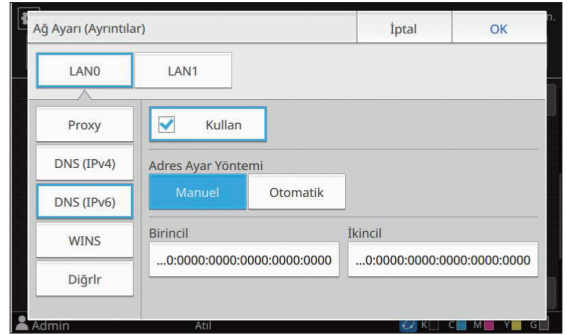 Ağ Ayarı (Ayrıntılar)
İptal
OK
n.
LAN0
LAN1
Proxy
DNS (IPv4)
DNS (IPv6)
WINS
Diğrlr
Kullan
Adres Ayar Yöntemi
Manuel
Otomatik
Birincil
İkincil
...0:0000:0000:0000:0000:0000
...0:0000:0000:0000:0000:0000
Admin
Atıl
K C M Y G